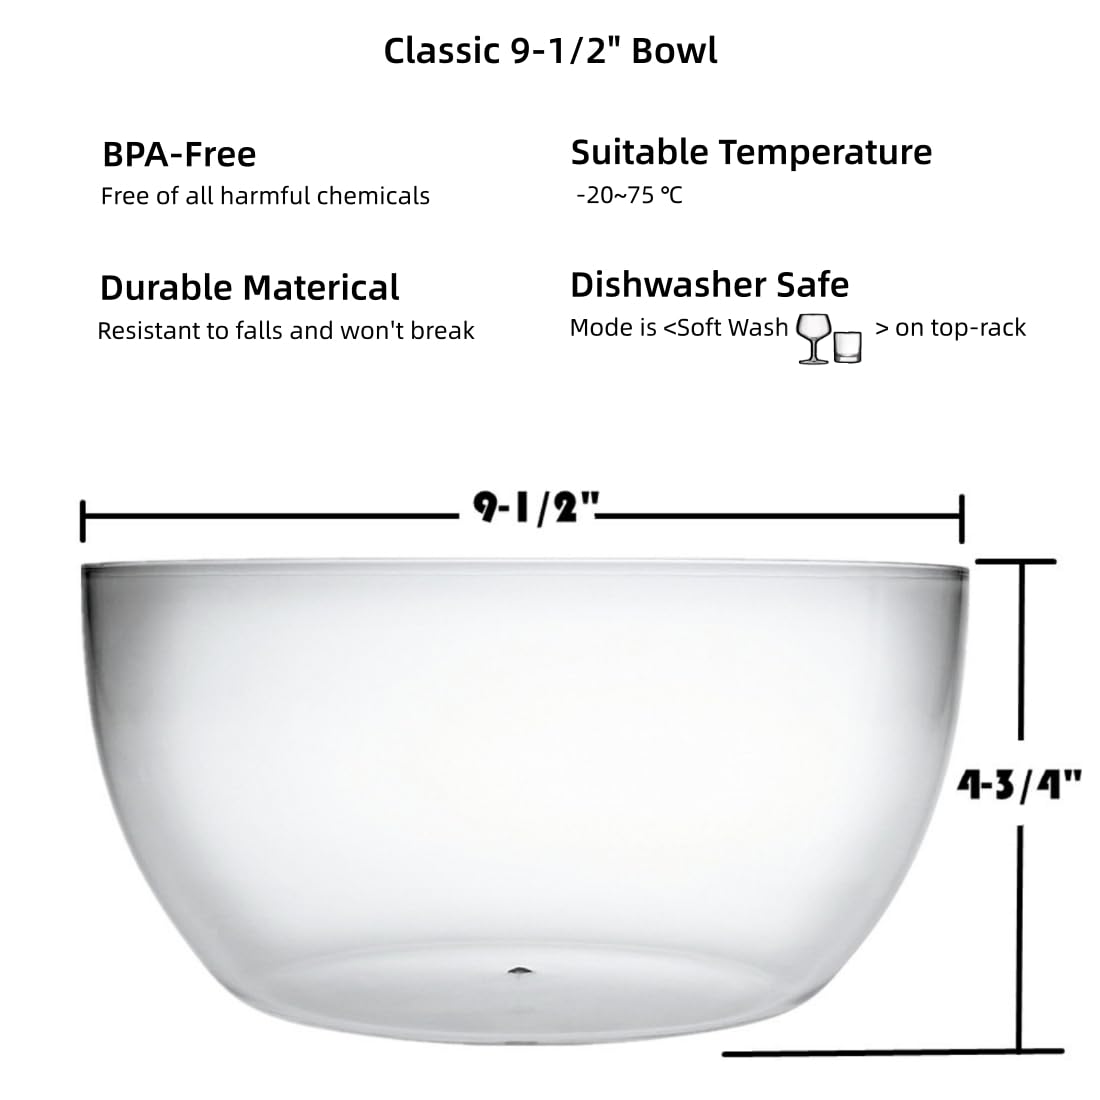 Classic 9-1/2" Bowl
BPA-Free
Free of all harmful chemicals
Suitable Temperature
-20~75 ℃
Durable Materical
Resistant to falls and won't break
Dishwasher Safe
Mode is <Soft Wash > on top-rack
9-1/2"
4-3/4"